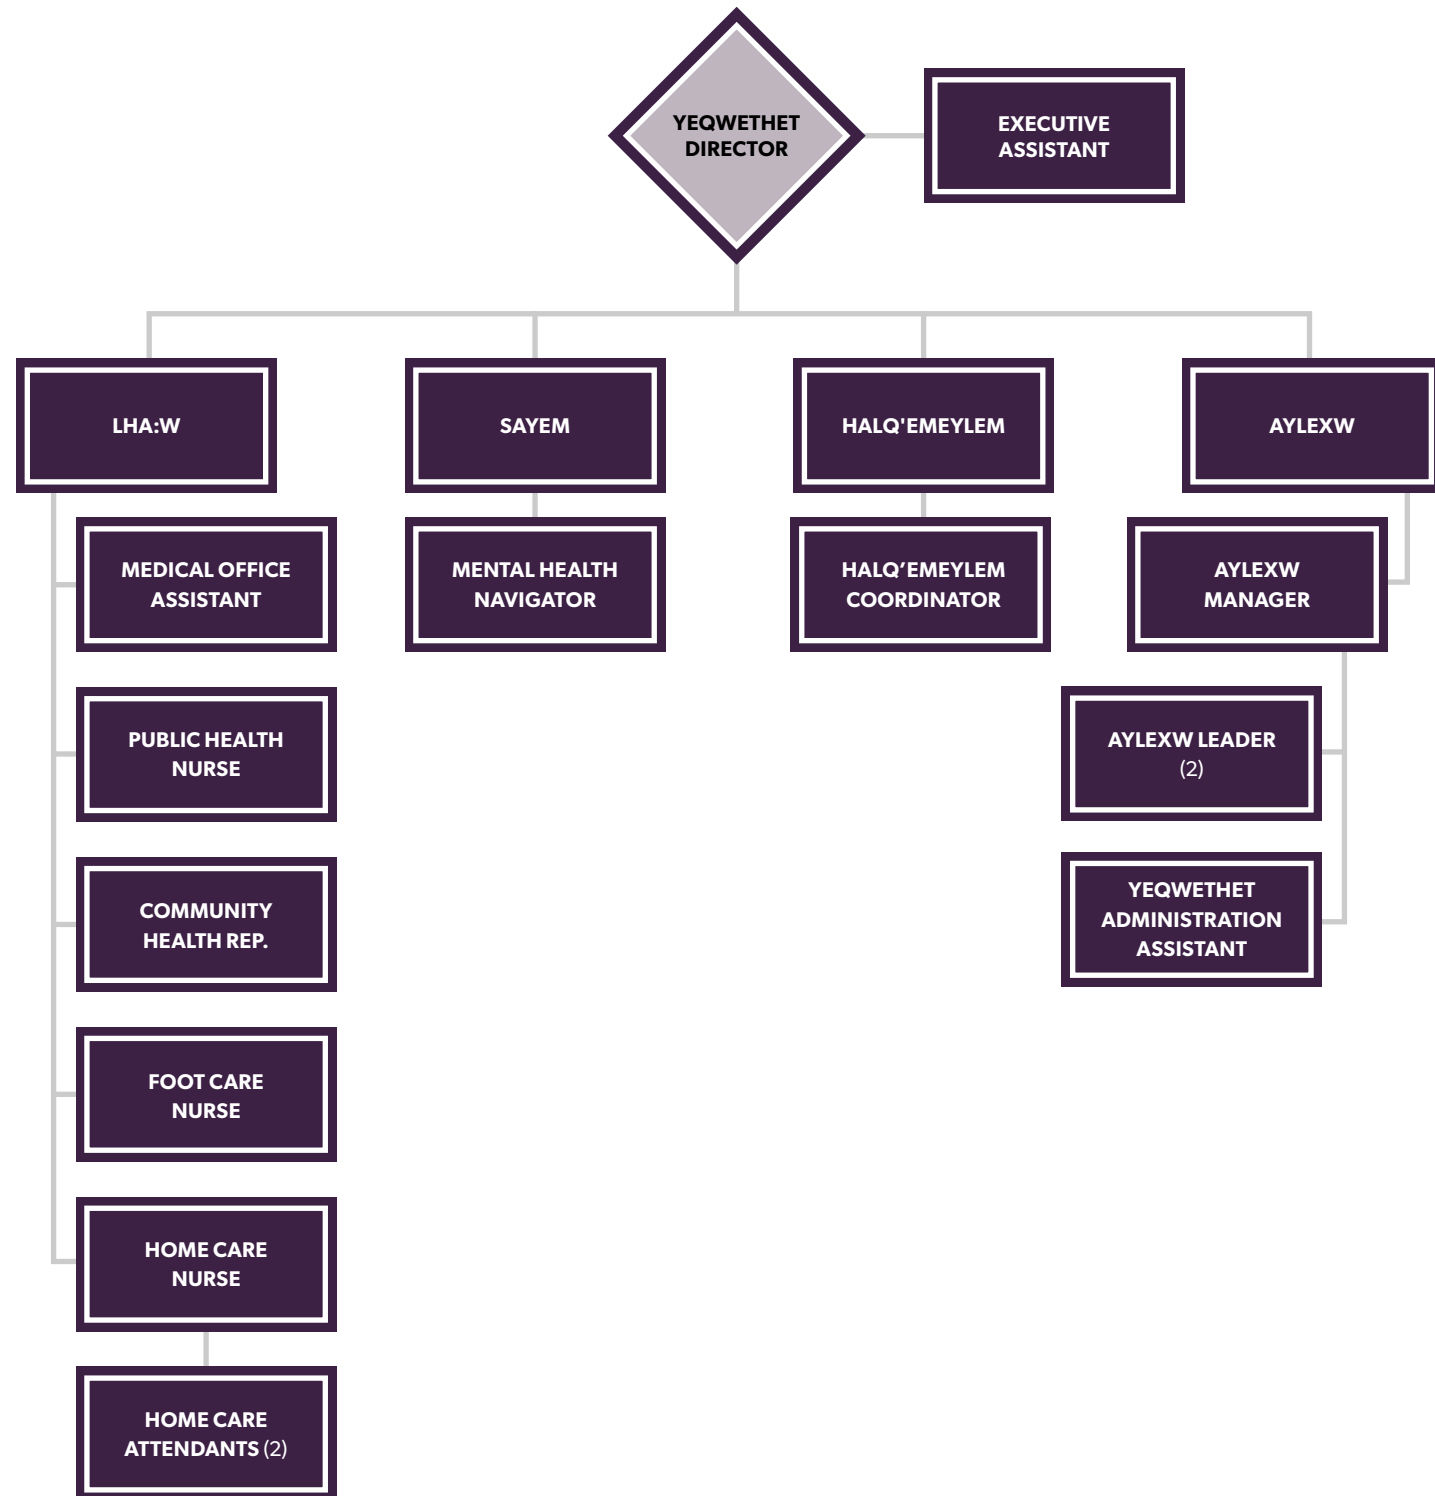 YEQWETHET
DIRECTOR
EXECUTIVE
ASSISTANT
LHA:W
SAYEM
HALQ'EMEYLEM
AYLEXW
MEDICAL OFFICE
ASSISTANT
MENTAL HEALTH
NAVIGATOR
HALQ’EMEYLEM
COORDINATOR
AYLEXW
MANAGER
PUBLIC HEALTH
NURSE
AYLEXW LEADER
(2)
COMMUNITY
HEALTH REP.
YEQWETHET
ADMINISTRATION
ASSISTANT
FOOT CARE
NURSE
HOME CARE
NURSE
HOME CARE
ATTENDANTS (2)